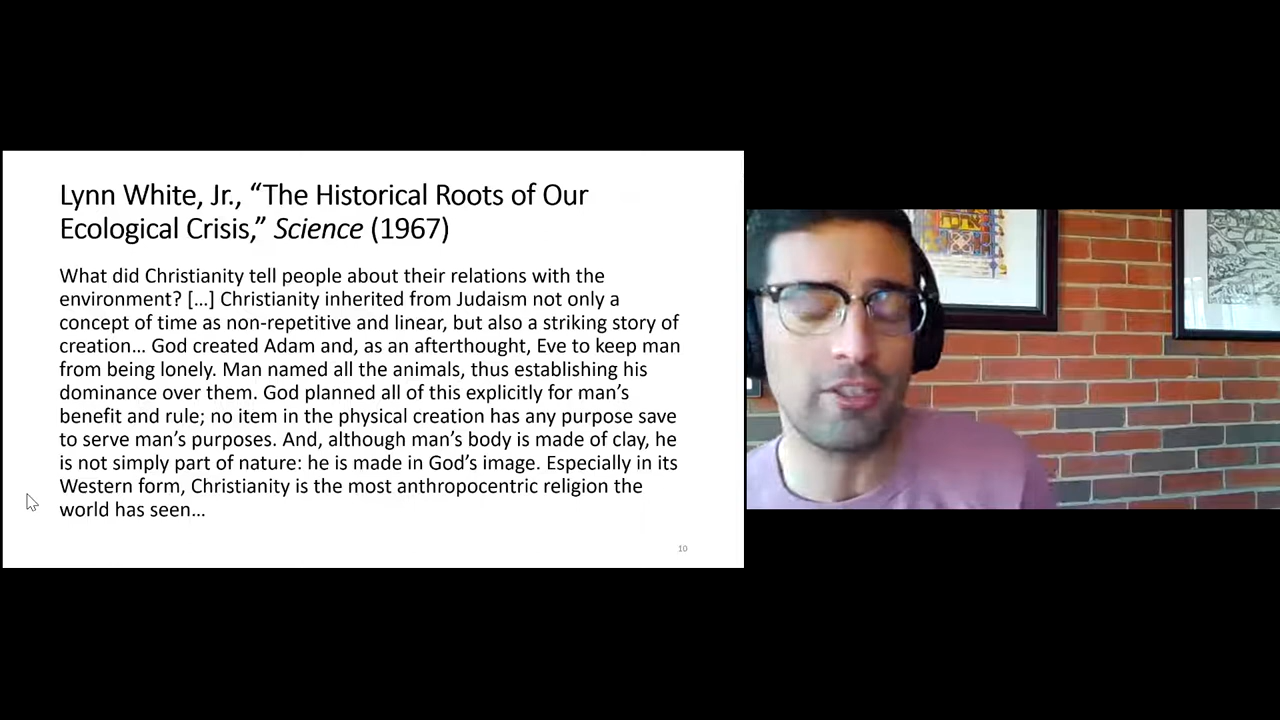 Lynn White, Jr., “The Historical Roots of Our
Ecological Crisis,” Science (1967)
What did Christianity tell people about their relations with the
environment? [...] Christianity inherited from Judaism not only a
concept of time as non-repetitive and linear, but also a striking story of
creation... God created Adam and, as an afterthought, Eve to keep man
from being lonely. Man named all the animals, thus establishing his
dominance over them. God planned all of this explicitly for man’s
benefit and rule; no item in the physical creation has any purpose save
to serve man’s purposes. And, although man’s body is made of clay, he
is not simply part of nature: he is made in God’s image. Especially in its
Western form, Christianity is the most anthropocentric religion the
world has seen...
10